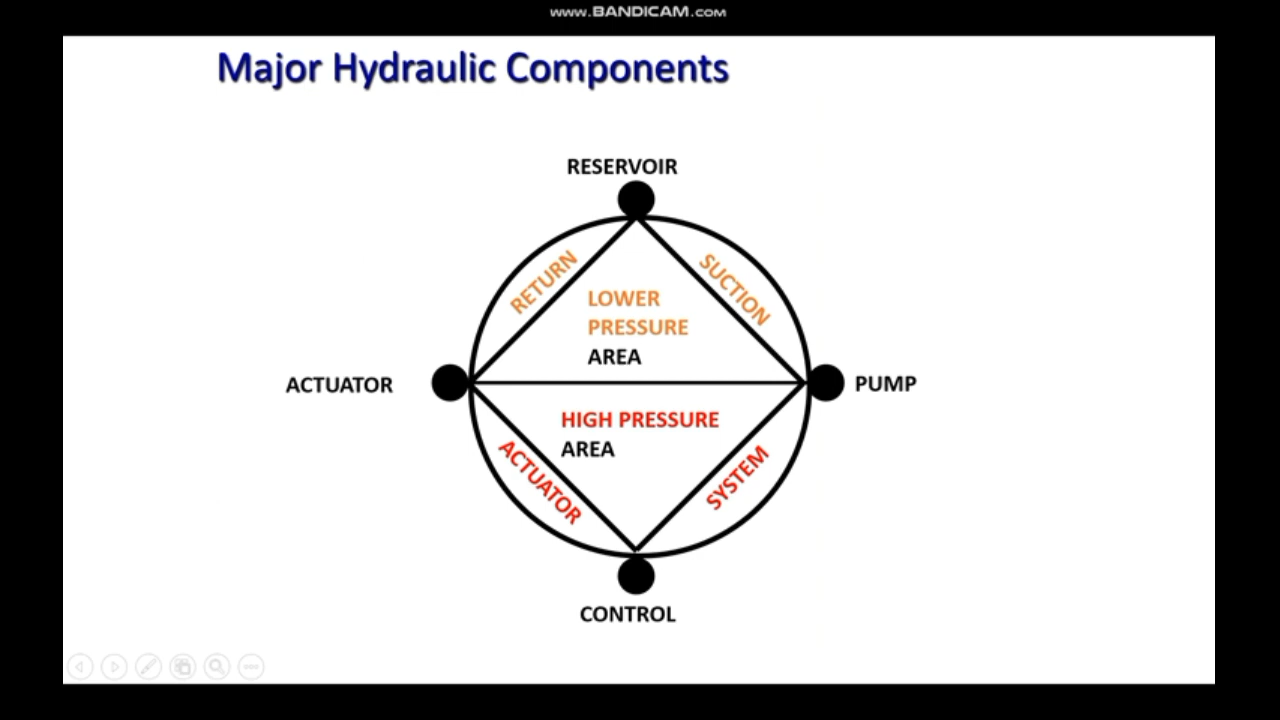 www.BANDICAM.com
Major Hydraulic Components
RESERVOIR
RETURN
SUCTION
LOWER
PRESSURE
AREA
ACTUATOR
PUMP
HIGH PRESSURE
AREA
ACTUATOR
SYSTEM
CONTROL